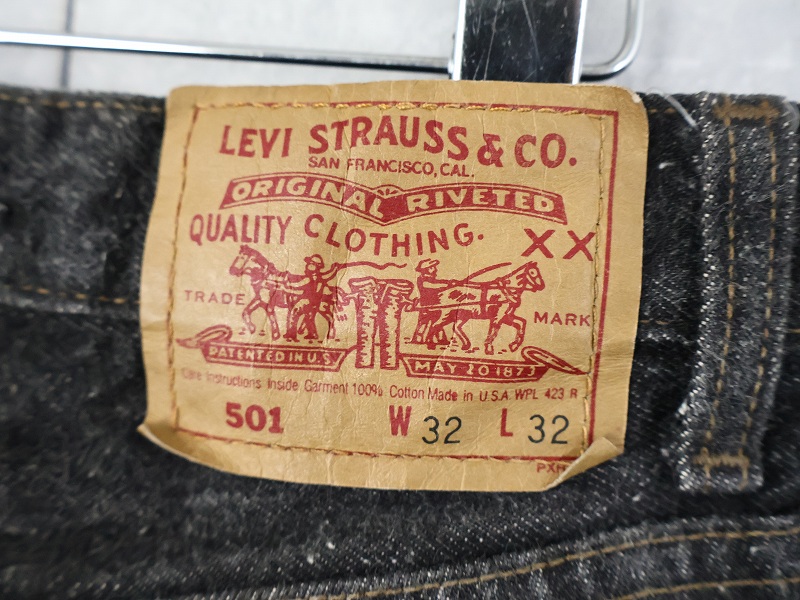 LEVI STRAUSS & CO.
SAN FRANCISCO, CAL.
ORIGINAL RIVETED
QUALITY CLOTHING. XX
TRADE MARK
PATENTED IN U.S. MAY 20 1873
Care Instructions Inside Garment 100% Cotton Made in U.S.A. WPL 423 R
501 W 32 L 32